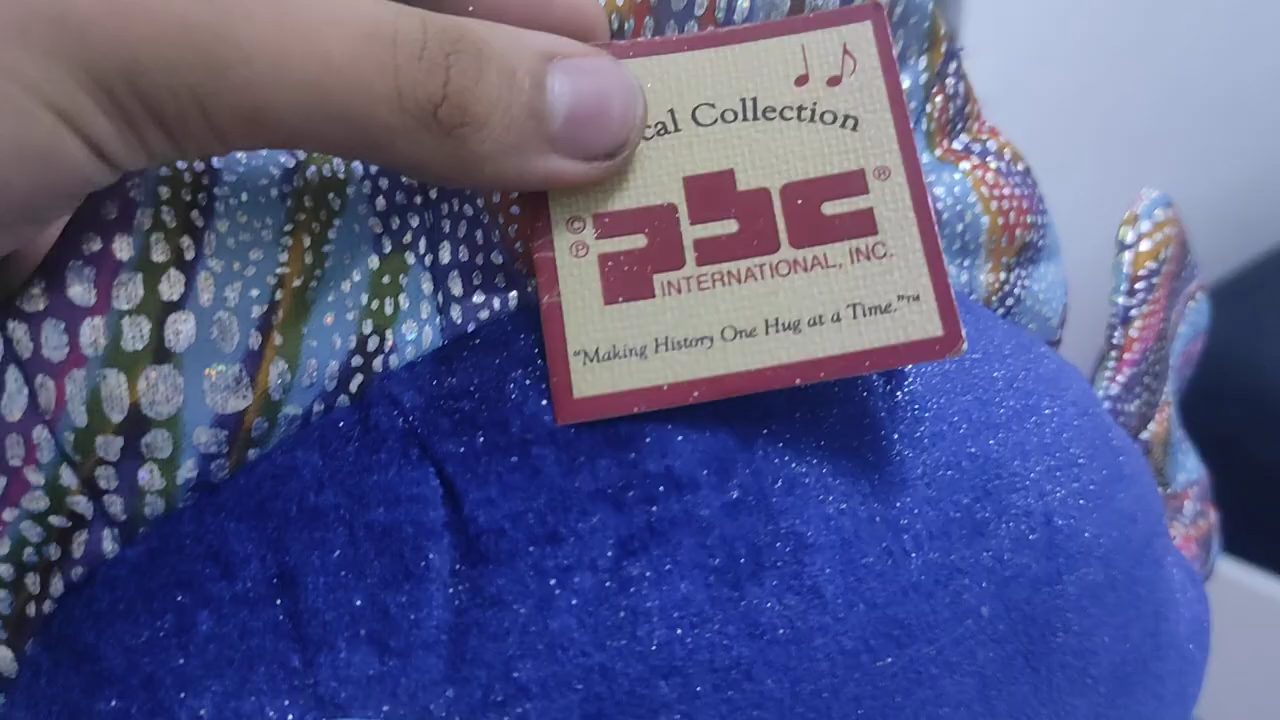 ♩ ♪
cal Collection
© ℗ pbc ®
INTERNATIONAL, INC.
"Making History One Hug at a Time."™